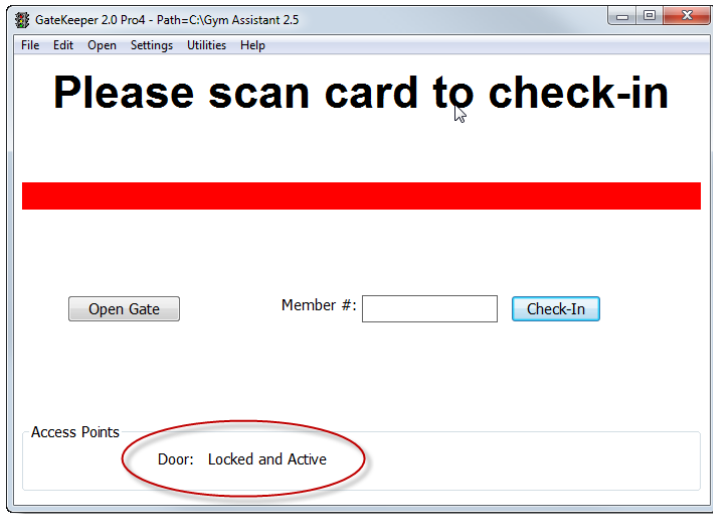 GateKeeper 2.0 Pro4 - Path=C:\Gym Assistant 2.5
File Edit Open Settings Utilities Help
Please scan card to check-in
Open Gate Member #: Check-In
Access Points
Door: Locked and Active